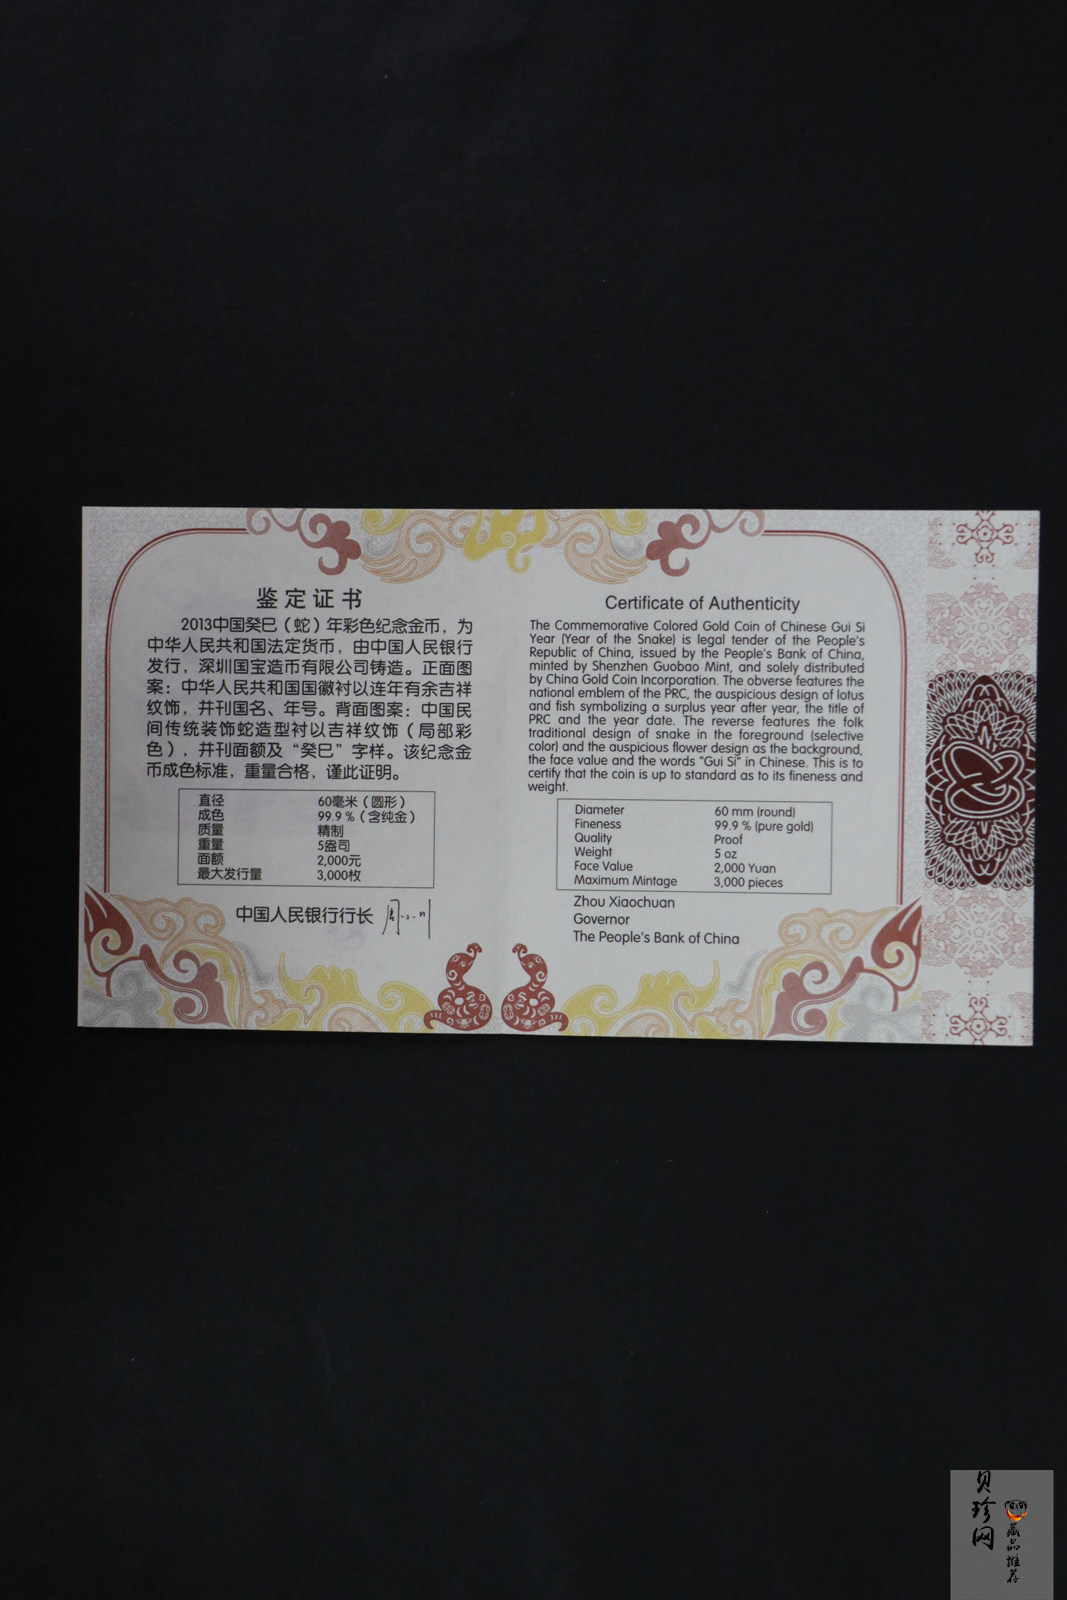 鉴定证书
2013中国癸巳（蛇）年彩色纪念金币，为
中华人民共和国法定货币，由中国人民银行
发行，深圳国宝造币有限公司铸造。正面图
案：中华人民共和国国徽衬以连年有余吉祥
纹饰，并刊国名、年号。背面图案：中国民
间传统装饰蛇造型衬以吉祥纹饰（局部彩
色），并刊面额及“癸巳”字样。该纪念金
币成色标准，重量合格，谨此证明。
直径 60毫米（圆形）
成色 99.9 %（含纯金）
质量 精制
重量 5盎司
面额 2,000元
最大发行量 3,000枚
中国人民银行行长 周小川
Certificate of Authenticity
The Commemorative Colored Gold Coin of Chinese Gui Si
Year (Year of the Snake) is legal tender of the People's
Republic of China, issued by the People's Bank of China,
minted by Shenzhen Guobao Mint, and solely distributed
by China Gold Coin Incorporation. The obverse features the
national emblem of the PRC, the auspicious design of lotus
and fish symbolizing a surplus year after year, the title of
PRC and the year date. The reverse features the folk
traditional design of snake in the foreground (selective
color) and the auspicious flower design as the background,
the face value and the words "Gui Si" in Chinese. This is to
certify that the coin is up to standard as to its fineness and
weight.
Diameter 60 mm (round)
Fineness 99.9 % (pure gold)
Quality Proof
Weight 5 oz
Face Value 2,000 Yuan
Maximum Mintage 3,000 pieces
Zhou Xiaochuan
Governor
The People's Bank of China
贝珍网
藏品推荐